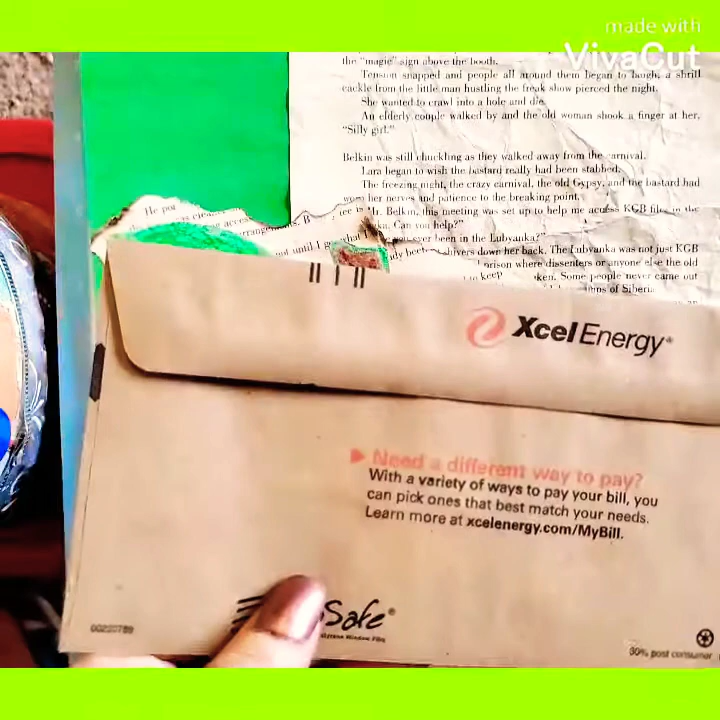 made with
VivaCut
the "magic" sign above the booth.
Tension snapped and people all around them began to laugh, a shrill
cackle from the little man hustling the freak show pierced the night.
She wanted to crawl into a hole and die.
An elderly couple walked by and the old woman shook a finger at her,
"Silly girl."
Belkin was still chuckling as they walked away from the carnival.
Lara began to wish the bastard really had been stabbed.
The freezing night, the crazy carnival, the old Gypsy, and the bastard had
worn her nerves and patience to the breaking point.
Mr. Belkin, this meeting was set up to help me access KGB files in the
Can you help?"
you ever been in the Lubyanka?"
shivers down her back. The Lubyanka was not just KGB
prison where dissenters or anyone else the old
to keep Some people never came out
of Siberia
He
not until I
Xcel Energy®
Need a different way to pay?
With a variety of ways to pay your bill, you
can pick ones that best match your needs.
Learn more at xcelenergy.com/MyBill.
Safe®
Window Film
30% post consumer